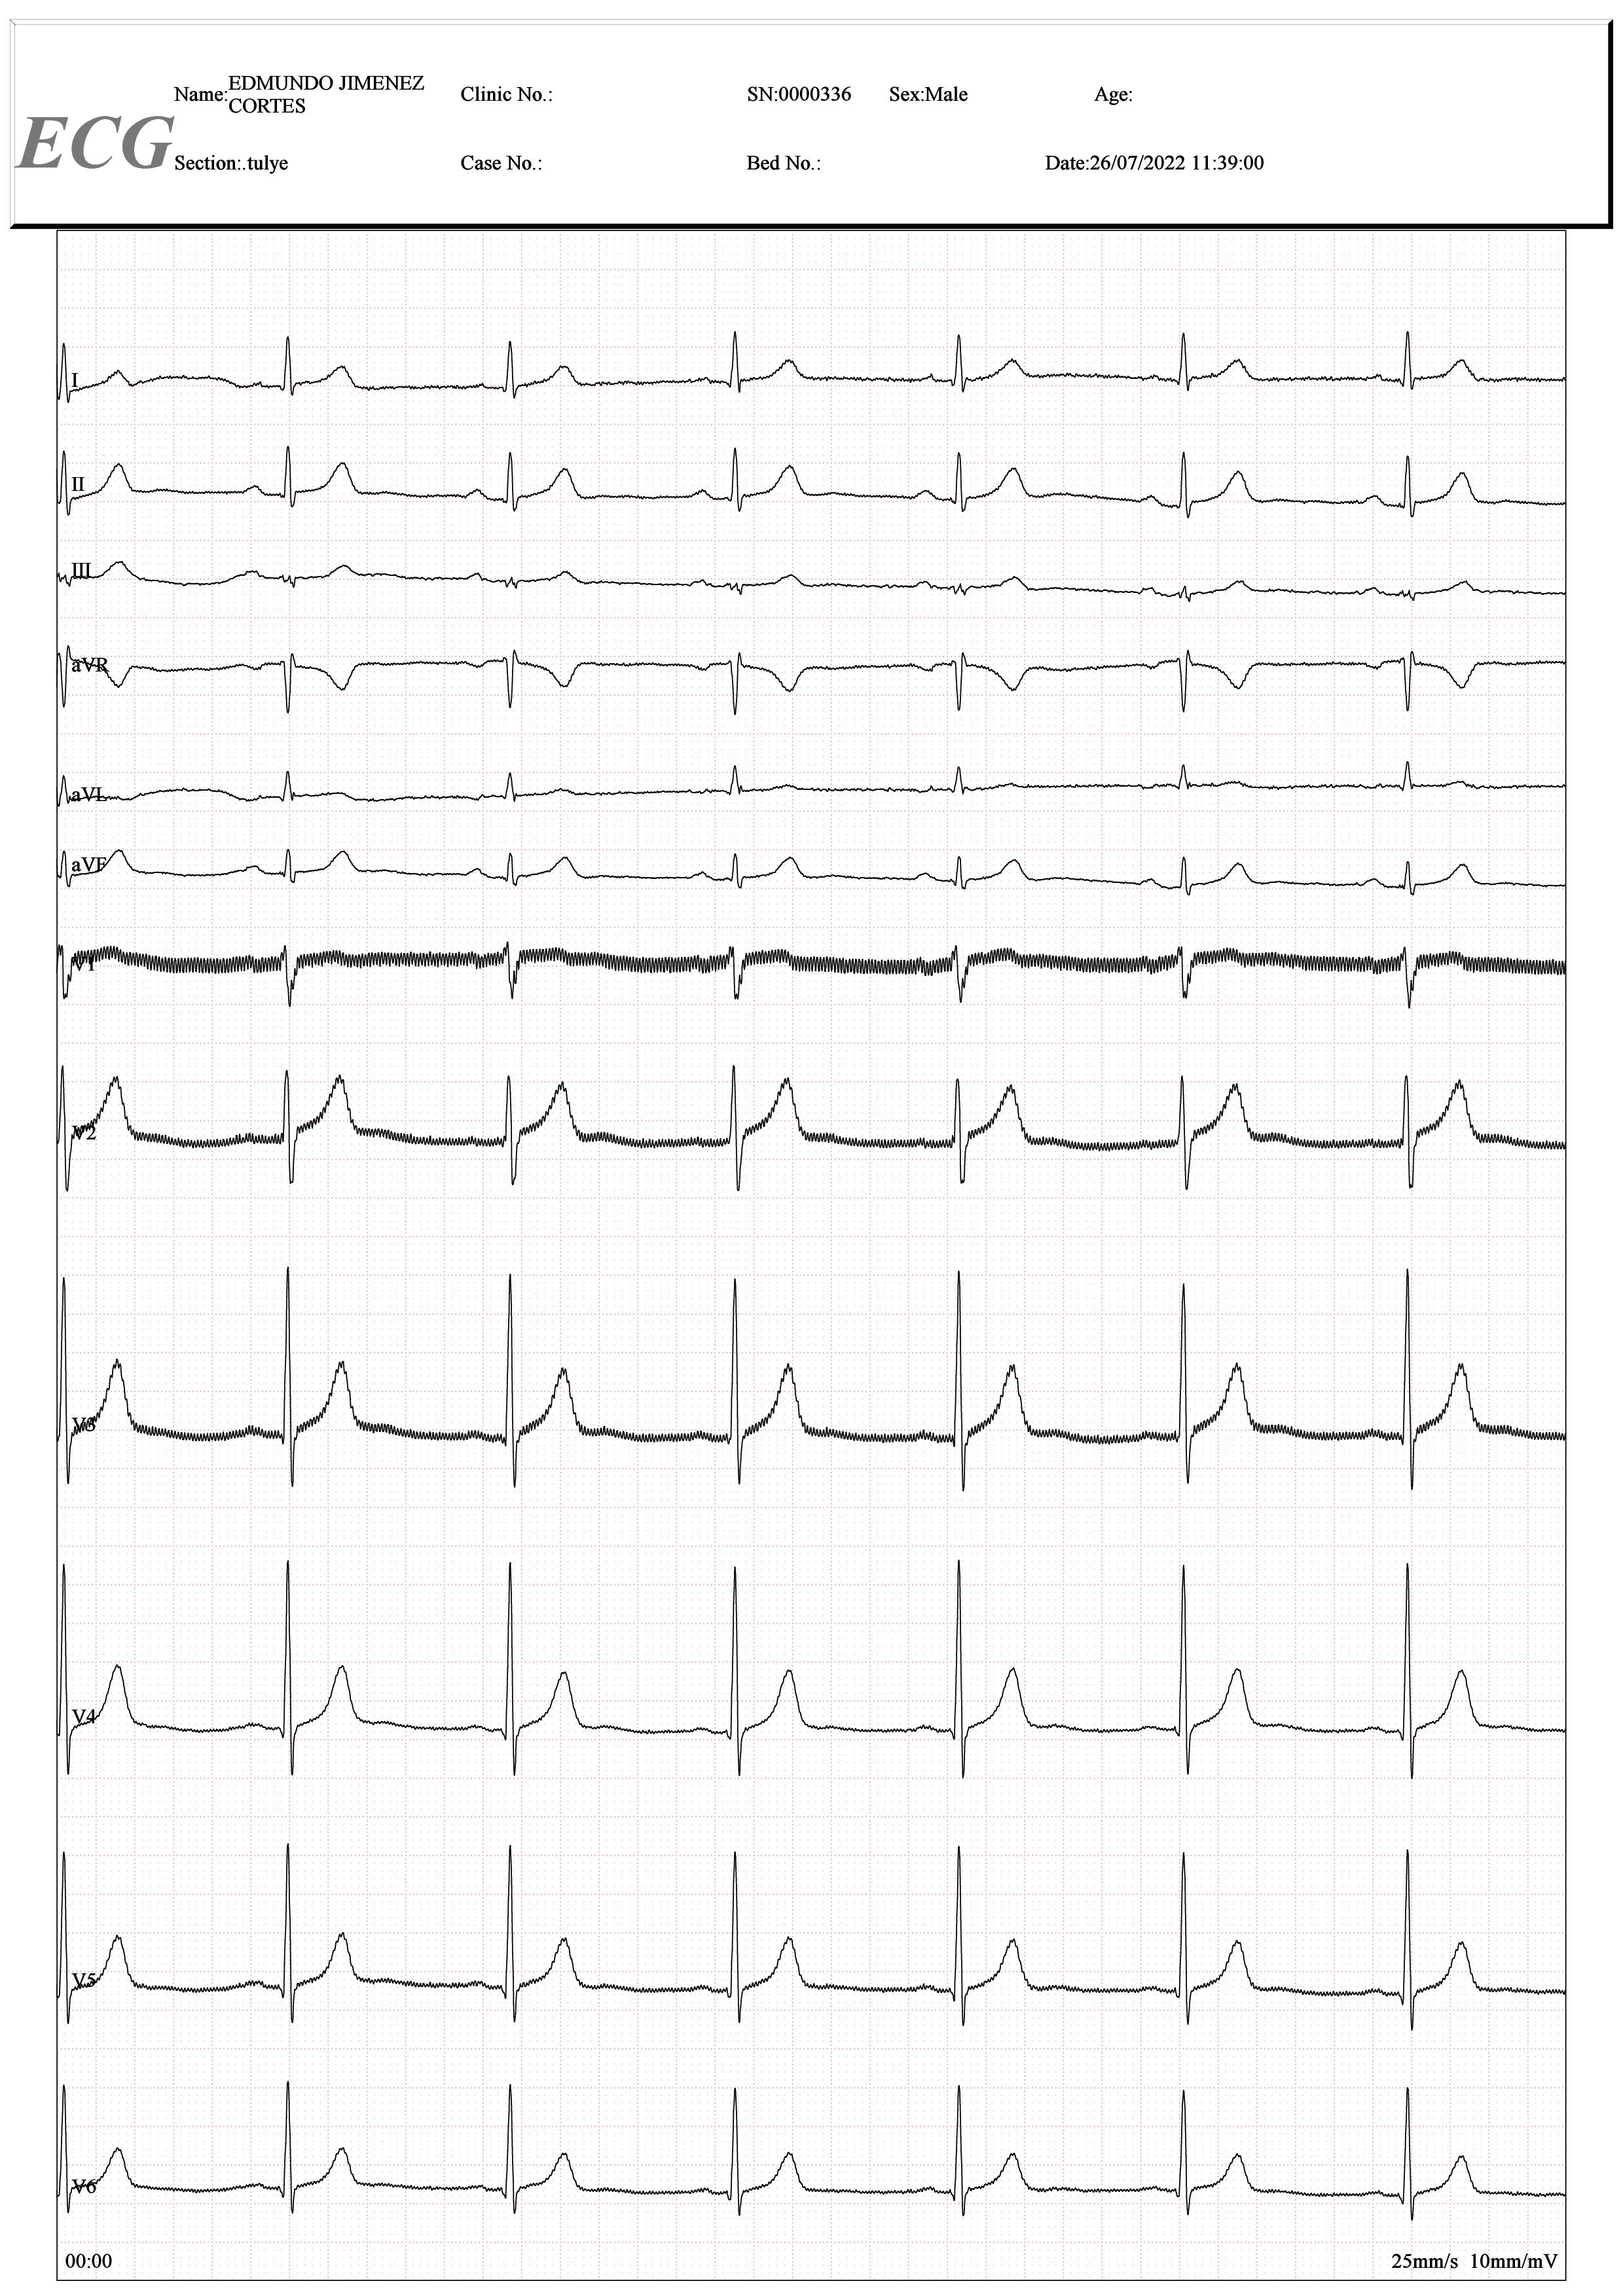 ECG
Name:EDMUNDO JIMENEZ CORTES
Clinic No.:
SN:0000336
Sex:Male
Age:
Section:.tulye
Case No.:
Bed No.:
Date:26/07/2022 11:39:00
I
II
III
aVR
aVL
aVF
V1
V2
V3
V4
V5
V6
00:00
25mm/s 10mm/mV